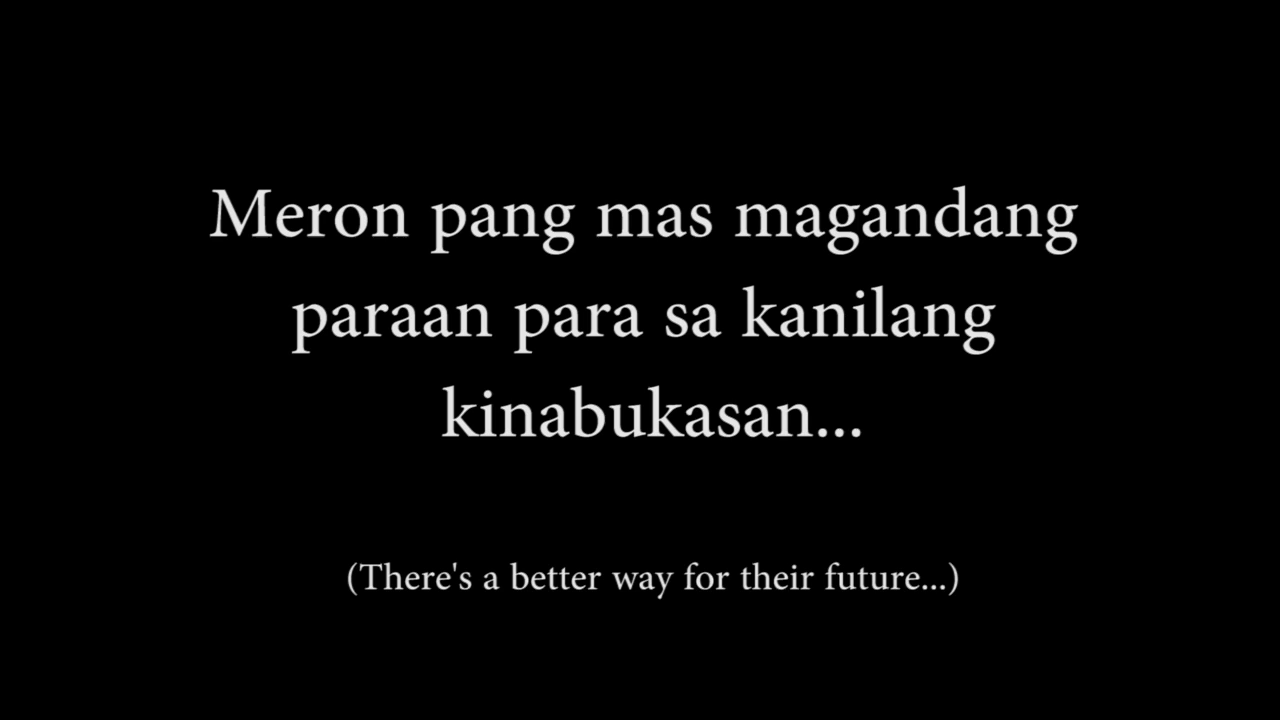 Meron pang mas magandang
paraan para sa kanilang
kinabukasan...
(There's a better way for their future...)